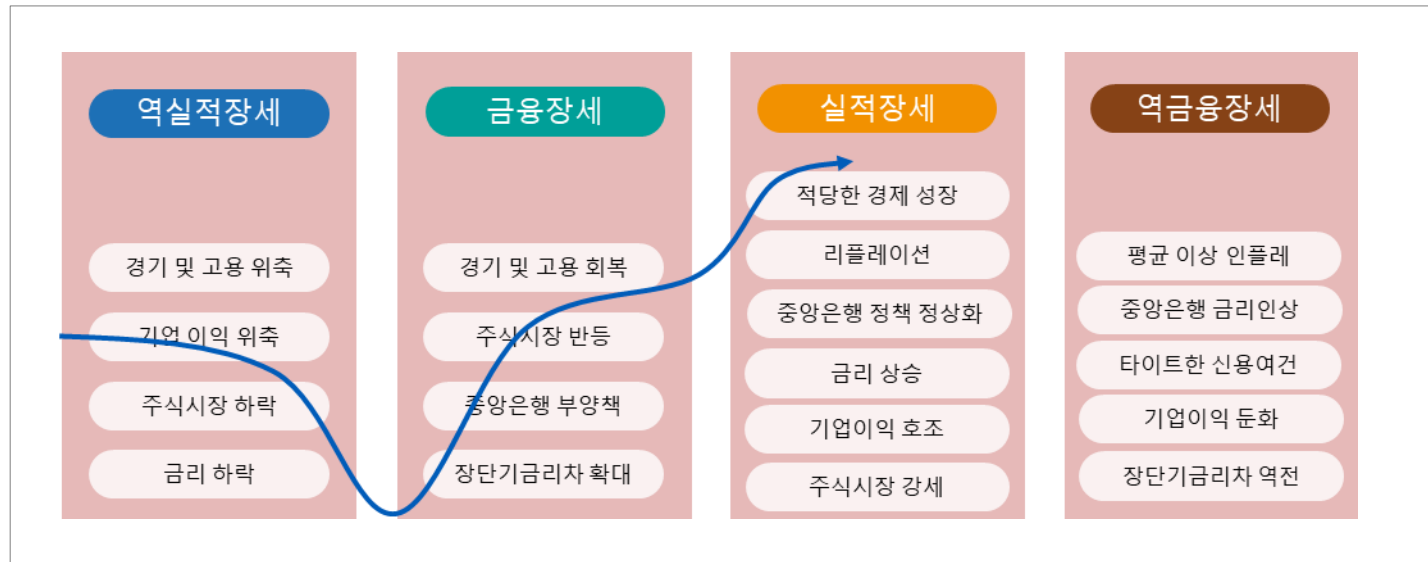 역실적장세
경기 및 고용 위축
기업 이익 위축
주식시장 하락
금리 하락
금융장세
경기 및 고용 회복
주식시장 반등
중앙은행 부양책
장단기금리차 확대
실적장세
적당한 경제 성장
리플레이션
중앙은행 정책 정상화
금리 상승
기업이익 호조
주식시장 강세
역금융장세
평균 이상 인플레
중앙은행 금리인상
타이트한 신용여건
기업이익 둔화
장단기금리차 역전